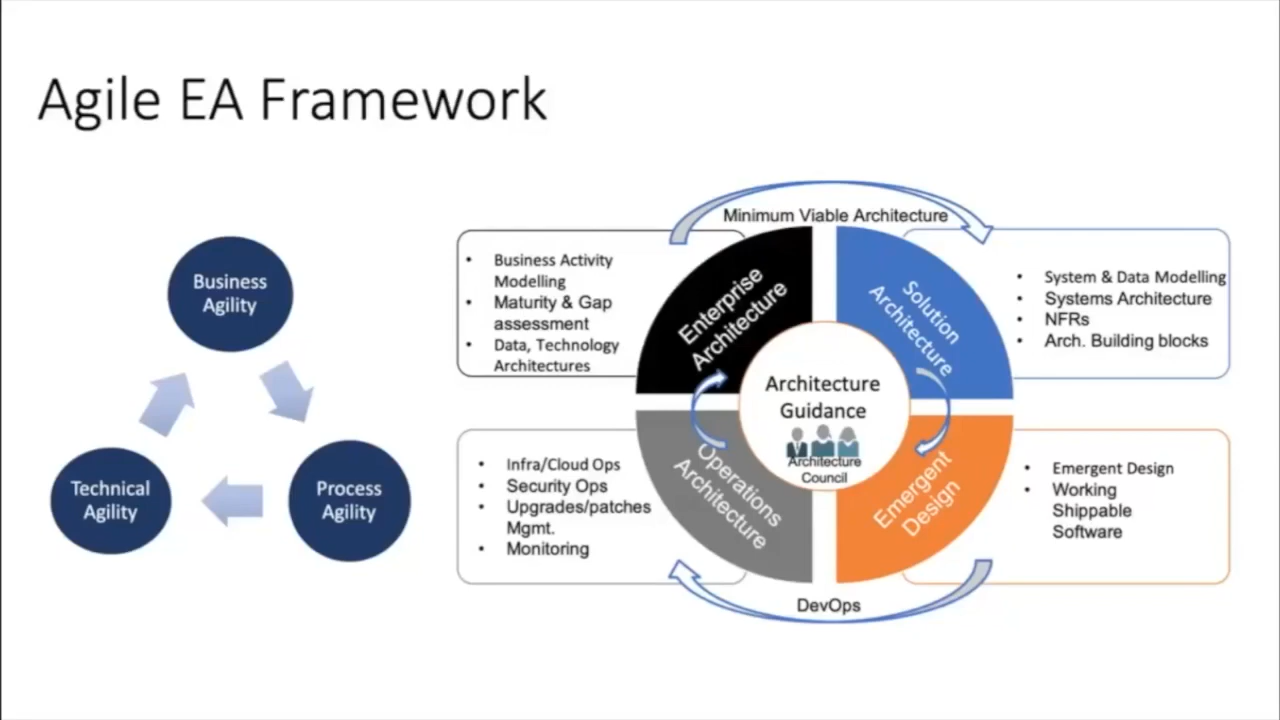 Agile EA Framework
Business
Agility
Technical
Agility
Process
Agility
Minimum Viable Architecture
• Business Activity
Modelling
• Maturity & Gap
assessment
• Data, Technology
Architectures
Enterprise
Architecture
Solution
Architecture
• System & Data Modelling
• Systems Architecture
• NFRs
• Arch. Building blocks
Architecture
Guidance
Architecture
Council
• Infra/Cloud Ops
• Security Ops
• Upgrades/patches
Mgmt.
• Monitoring
Operations
Architecture
Emergent
Design
• Emergent Design
• Working
Shippable
Software
DevOps